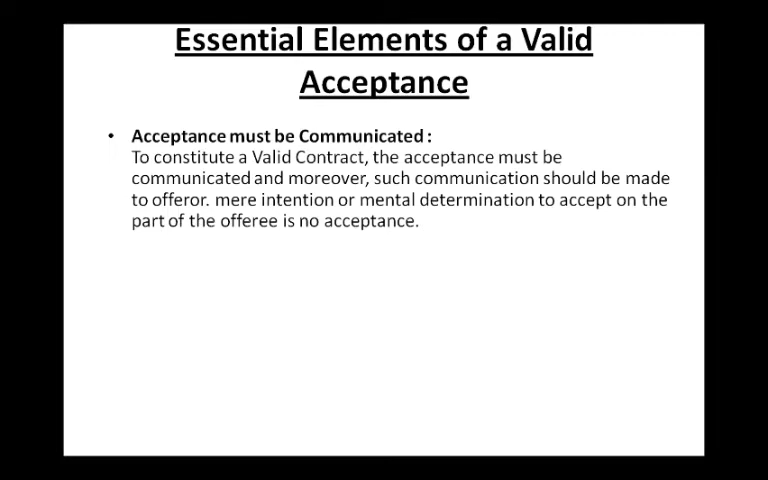 Essential Elements of a Valid
Acceptance
• Acceptance must be Communicated :
To constitute a Valid Contract, the acceptance must be
communicated and moreover, such communication should be made
to offeror. mere intention or mental determination to accept on the
part of the offeree is no acceptance.